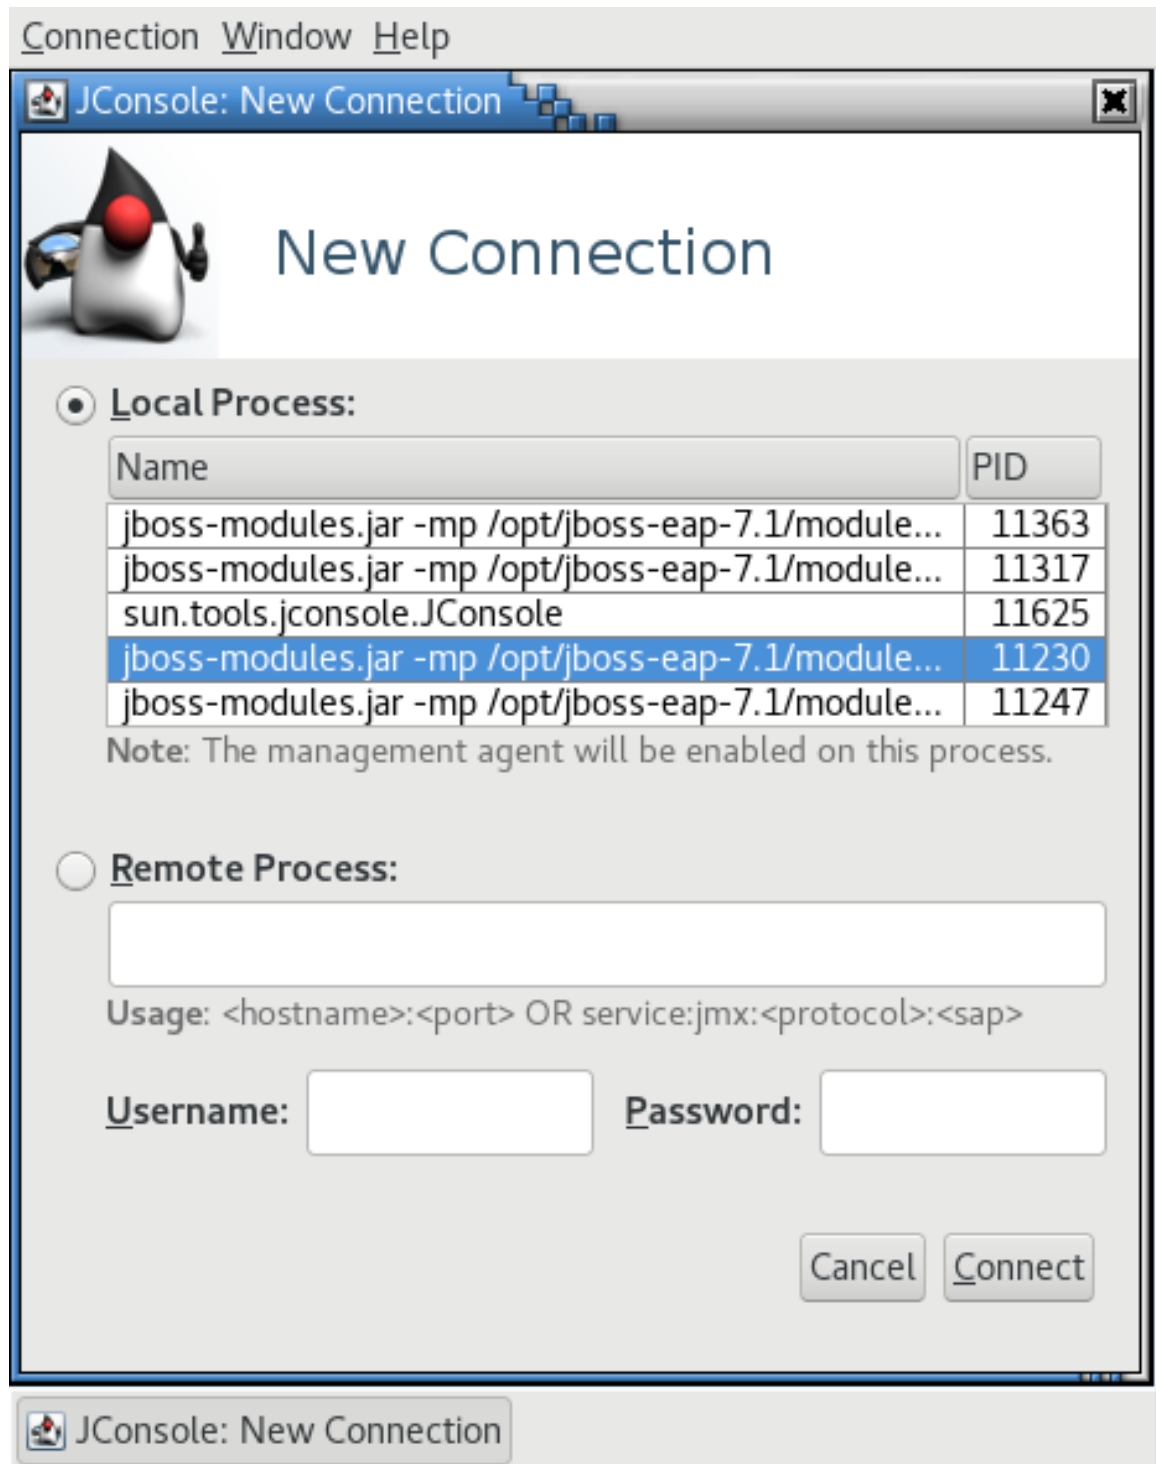 Connection Window Help
JConsole: New Connection
New Connection
Local Process:
Name PID
jboss-modules.jar -mp /opt/jboss-eap-7.1/module... 11363
jboss-modules.jar -mp /opt/jboss-eap-7.1/module... 11317
sun.tools.jconsole.JConsole 11625
jboss-modules.jar -mp /opt/jboss-eap-7.1/module... 11230
jboss-modules.jar -mp /opt/jboss-eap-7.1/module... 11247
Note: The management agent will be enabled on this process.
Remote Process:
Usage: <hostname>:<port> OR service:jmx:<protocol>:<sap>
Username: Password:
Cancel Connect
JConsole: New Connection